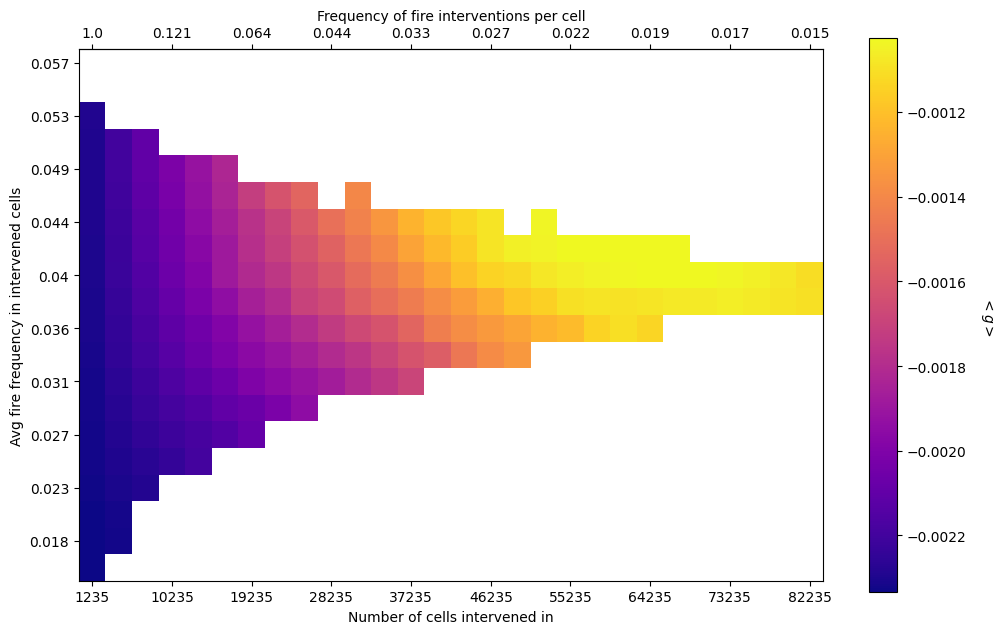 Frequency of fire interventions per cell
1.0 0.121 0.064 0.044 0.033 0.027 0.022 0.019 0.017 0.015
Avg fire frequency in intervened cells
0.057
0.053
0.049
0.044
0.04
0.036
0.031
0.027
0.023
0.018
1235 10235 19235 28235 37235 46235 55235 64235 73235 82235
Number of cells intervened in
−0.0012
−0.0014
−0.0016
−0.0018
−0.0020
−0.0022
< g >